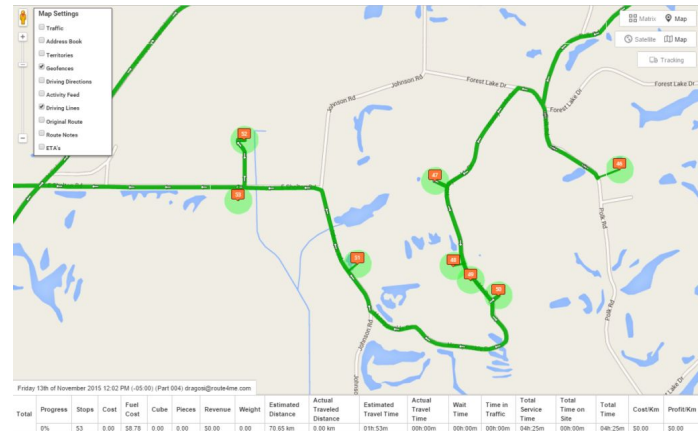 Map Settings
Traffic
Address Book
Territories
Geofences
Driving Directions
Activity Feed
Driving Lines
Original Route
Route Notes
ETA's
Matrix
Map
Satellite
Map
Tracking
Johnson Rd
Johnson Rd
Forest Lake Dr
Forest Lake Dr
Forest Lake Dr
Polk Rd
Polk Rd
Johnson Rd
52
53
51
47
46
48
49
50
Friday 13th of November 2015 12:02 PM (-05:00) (Part 004) dragosi@route4me.com
Total Progress Stops Cost Fuel Cost Cube Pieces Revenue Weight Estimated Distance Actual Traveled Distance Estimated Travel Time Actual Travel Time Wait Time Time in Traffic Total Service Time Total Time on Site Total Time Cost/Km Profit/Km
0% 53 0.00 $8.78 0.00 0.00 $0.00 0.00 70.65 km 0.00 km 01h:53m 00h:00m 00h:00m 00h:00m 04h:25m 00h:00m 04h:25m $0.00 $0.00